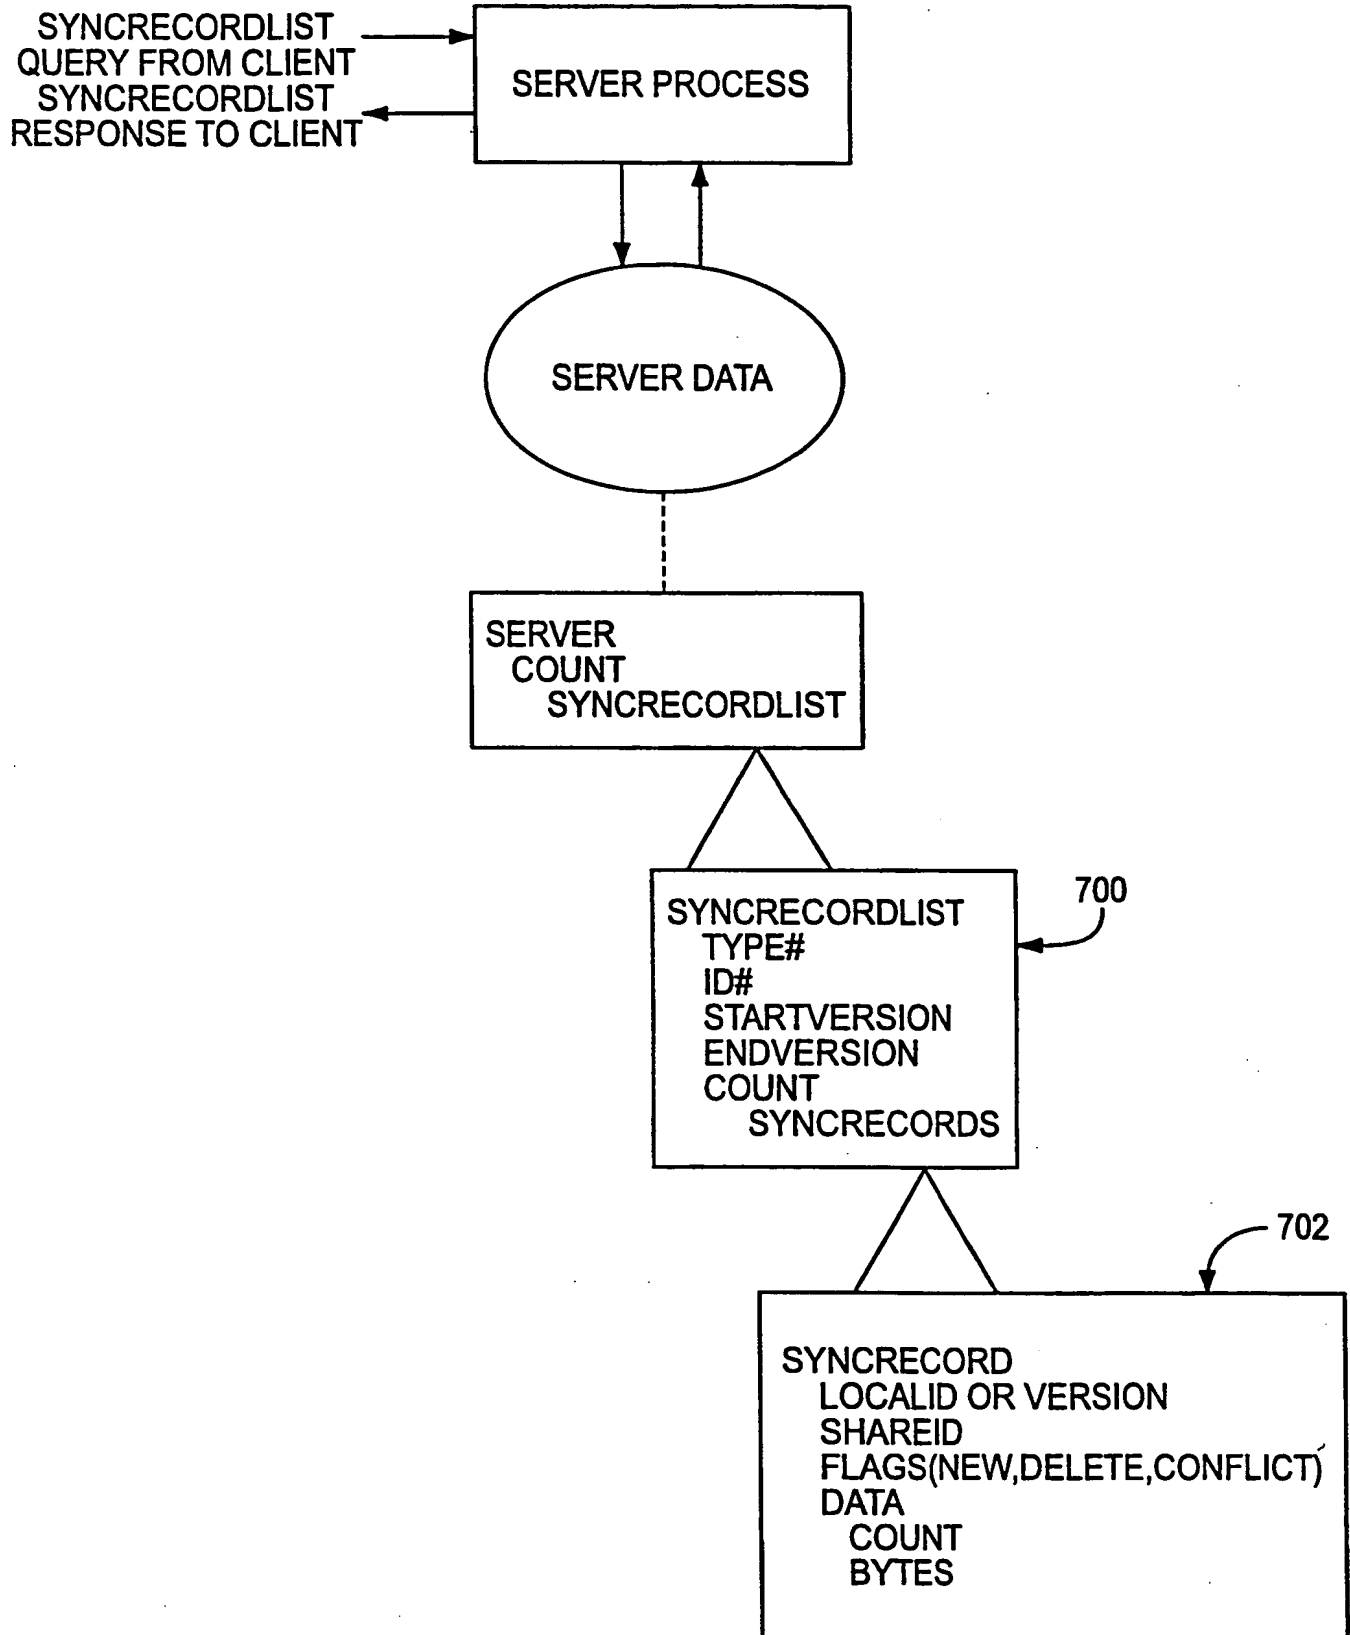 SYNCRECORDLIST
QUERY FROM CLIENT
SYNCRECORDLIST
RESPONSE TO CLIENT
SERVER PROCESS
SERVER DATA
SERVER
COUNT
SYNCRECORDLIST
700
SYNCRECORDLIST
TYPE#
ID#
STARTVERSION
ENDVERSION
COUNT
SYNCRECORDS
702
SYNCRECORD
LOCALID OR VERSION
SHAREID
FLAGS(NEW,DELETE,CONFLICT)
DATA
COUNT
BYTES